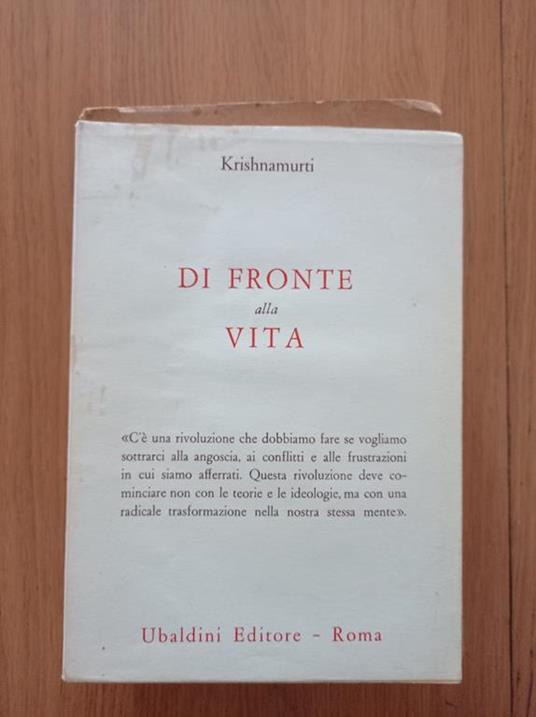 Krishnamurti
DI FRONTE
alla
VITA
«C'è una rivoluzione che dobbiamo fare se vogliamo
sottrarci alla angoscia, ai conflitti e alle frustrazioni
in cui siamo afferrati. Questa rivoluzione deve co-
minciare non con le teorie e le ideologie, ma con una
radicale trasformazione nella nostra stessa mente».
Ubaldini Editore - Roma